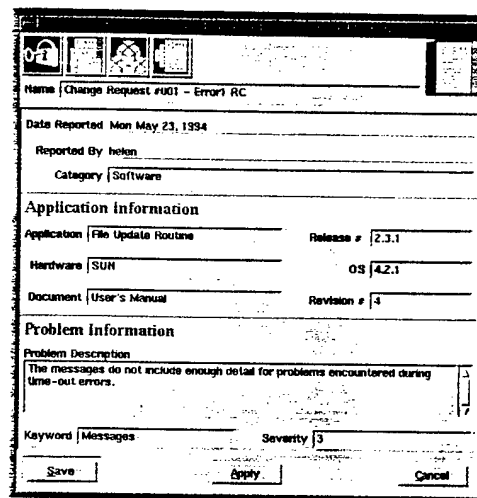 Name Change Request #001 - Error1 RC
Date Reported Mon May 23, 1994
Reported By helen
Category Software
Application Information
Application File Update Routine Release # 2.3.1
Hardware SUN OS 4.2.1
Document User's Manual Revision # 4
Problem Information
Problem Description
The messages do not include enough detail for problems encountered during
time-out errors.
Keyword Messages Severity 3
Save Apply Cancel